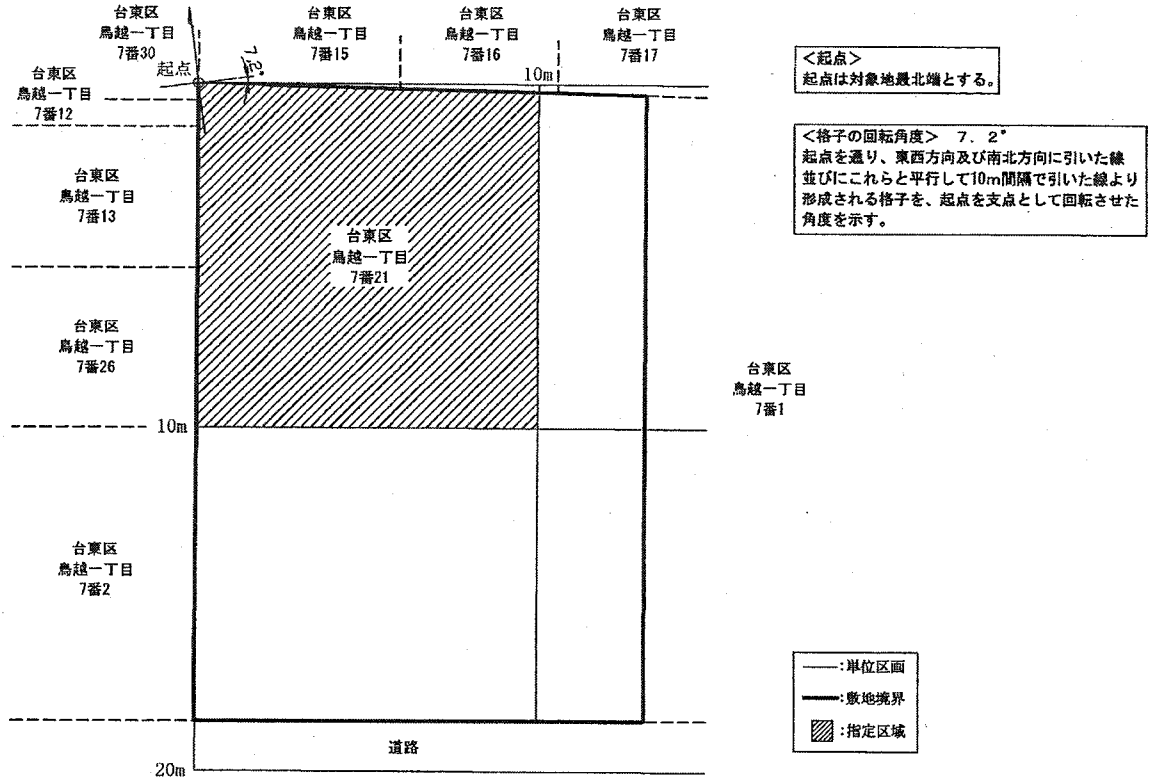 台東区
鳥越一丁目
7番30
台東区
鳥越一丁目
7番15
台東区
鳥越一丁目
7番16
台東区
鳥越一丁目
7番17
起点
7.2°
10m
台東区
鳥越一丁目
7番12
台東区
鳥越一丁目
7番13
台東区
鳥越一丁目
7番21
台東区
鳥越一丁目
7番26
台東区
鳥越一丁目
7番1
10m
台東区
鳥越一丁目
7番2
道路
20m
<起点>
起点は対象地最北端とする。
<格子の回転角度> 7.2°
起点を通り、東西方向及び南北方向に引いた線
並びにこれらと平行して10m間隔で引いた線より
形成される格子を、起点を支点として回転させた
角度を示す。
:単位区画
:敷地境界
:指定区域